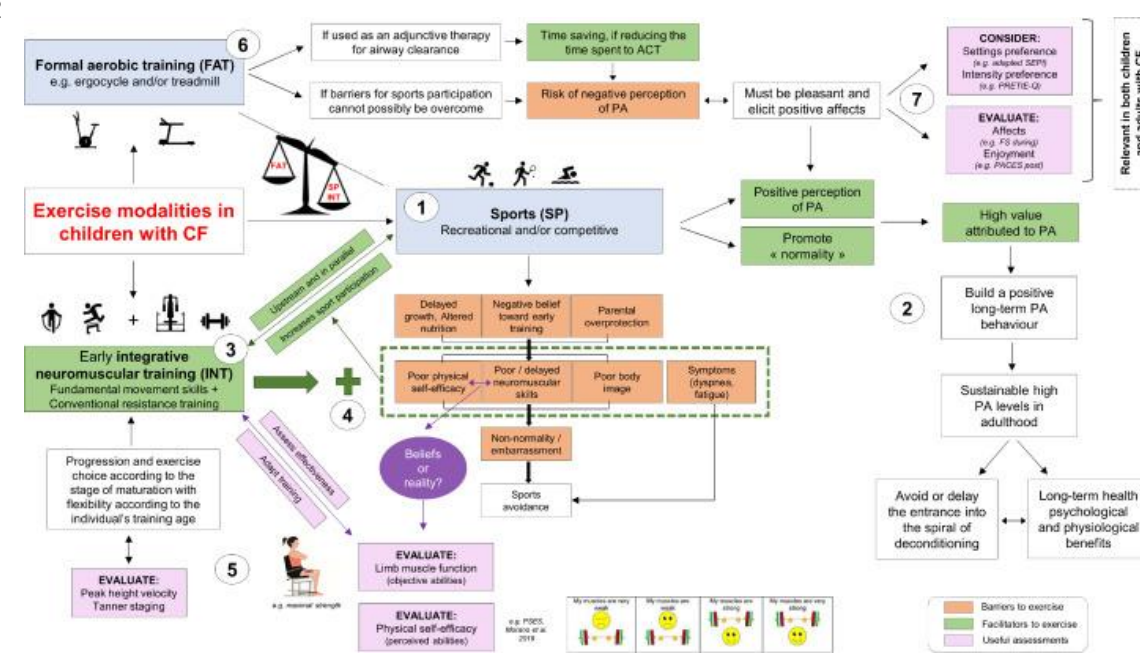 6
Formal aerobic training (FAT)
e.g. ergocycle and/or treadmill
If used as an adjunctive therapy
for airway clearance
Time saving, if reducing the
time spent to ACT
If barriers for sports participation
cannot possibly be overcome
Risk of negative perception
of PA
Must be pleasant and
elicit positive affects
7
CONSIDER:
Settings preference
(e.g. adapted SEPI)
Intensity preference
(e.g. PRETIE-Q)
EVALUATE:
Affects
(e.g. FS during)
Enjoyment
(e.g. PACES post)
Relevant in both children
and adults with CF
FAT
SP
INT
Exercise modalities in
children with CF
1
Sports (SP)
Recreational and/or competitive
Positive perception
of PA
Promote
« normality »
High value
attributed to PA
2
Build a positive
long-term PA
behaviour
Sustainable high
PA levels in
adulthood
Avoid or delay
the entrance into
the spiral of
deconditioning
Long-term health
psychological
and physiological
benefits
Upstream and in parallel
Increases sport participation
+
3
Early integrative
neuromuscular training (INT)
Fundamental movement skills +
Conventional resistance training
4
Delayed
growth, Altered
nutrition
Negative belief
toward early
training
Parental
overprotection
Poor physical
self-efficacy
Poor / delayed
neuromuscular
skills
Poor body
image
Symptoms
(dyspnea,
fatigue)
Non-normality /
embarrassment
Sports
avoidance
Beliefs
or
reality?
Assess effectiveness
Adapt training
Progression and exercise
choice according to the
stage of maturation with
flexibility according to the
individual's training age
5
EVALUATE:
Peak height velocity
Tanner staging
e.g. maximal strength
EVALUATE:
Limb muscle function
(objective abilities)
EVALUATE:
Physical self-efficacy
(perceived abilities)
e.g. PSES,
2019
My muscles are very
weak
My muscles are
weak
My muscles are
strong
My muscles are very
strong
Barriers to exercise
Facilitators to exercise
Useful assessments